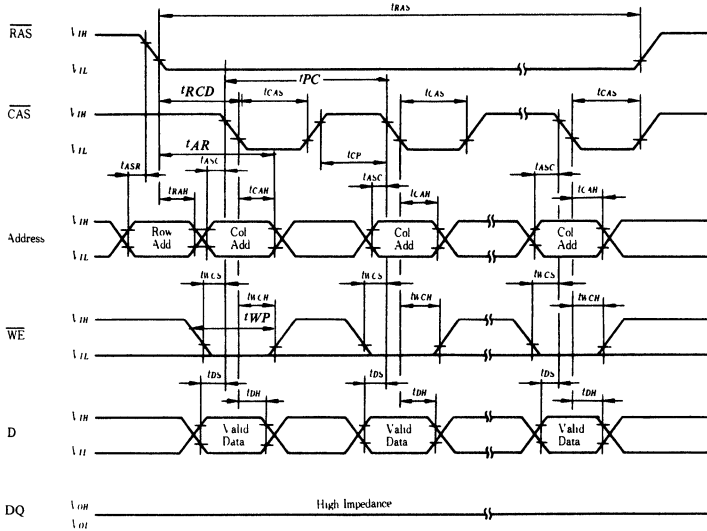 tRAS
RAS VIH
VIL
tRCD tPC
tCAS tCAS tCAS
CAS VIH
VIL
tAR tCP
tASR tASC tASC tASC
tRAH tCAH tCAH tCAH
Address VIH
VIL
Row Add Col Add Col Add Col Add
tWCS tWCS tWCS
tWCH tWCH tWCH
tWP
WE VIH
VIL
tDS tDS tDS
tDH tDH tDH
D VIH
VIL
Valid Data Valid Data Valid Data
DQ VOH
VOL
High Impedance